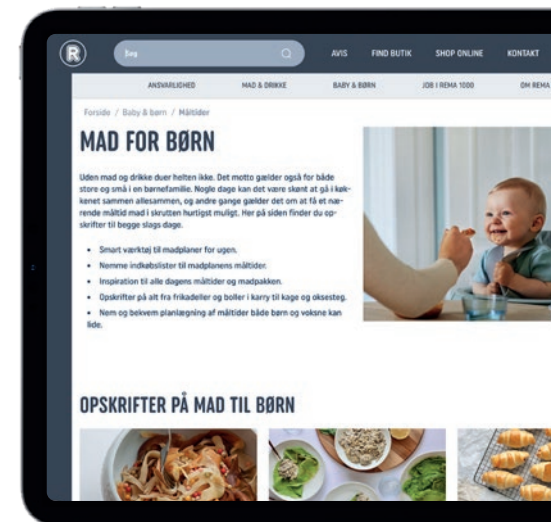 R
Søg
AVIS FIND BUTIK SHOP ONLINE KONTAKT
ANSVARLIGHED MAD & DRIKKE BABY & BØRN JOB I REMA 1000 OM REMA
Forside / Baby & børn / Måltider
MAD FOR BØRN
Uden mad og drikke duer helten ikke. Det motto gælder også for både
store og små i en børnefamilie. Nogle dage kan det være skønt at gå i køk-
kenet sammen allesammen, og andre gange gælder det om at få et næ-
rende måltid mad i skrutten hurtigst muligt. Her på siden finder du op-
skrifter til begge slags dage.
• Smart værktøj til madplaner for ugen.
• Nemme indkøbslister til madplanens måltider.
• Inspiration til alle dagens måltider og madpakken.
• Opskrifter på alt fra frikadeller og boller i karry til kage og oksesteg.
• Nem og bekvem planlægning af måltider både børn og voksne kan
lide.
OPSKRIFTER PÅ MAD TIL BØRN